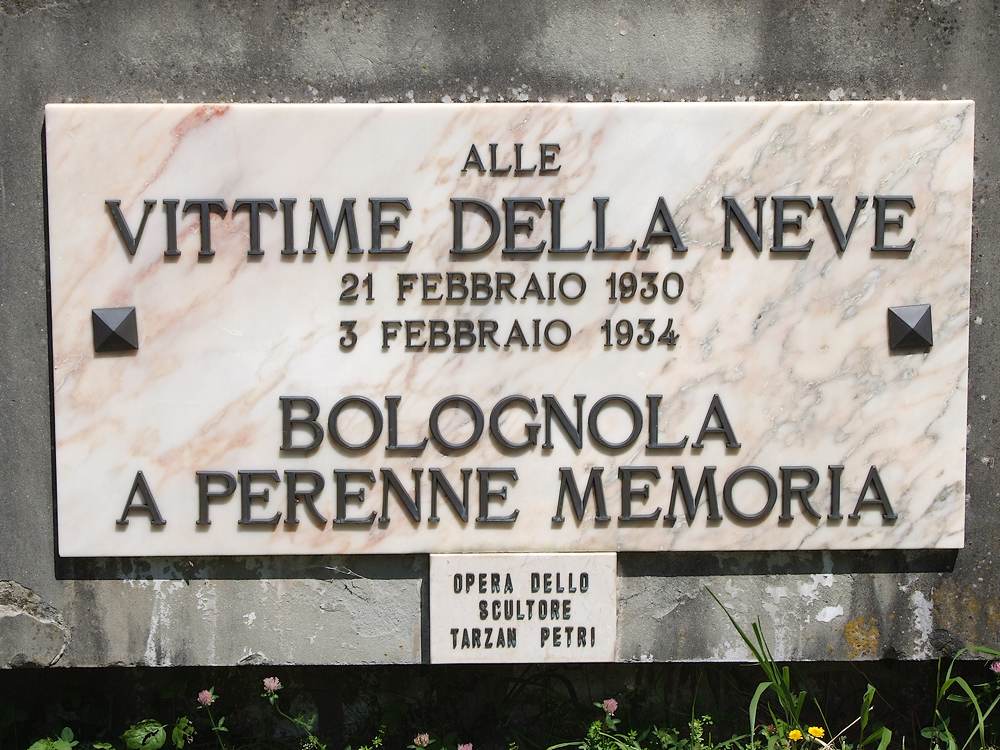 ALLE
VITTIME DELLA NEVE
21 FEBBRAIO 1930
3 FEBBRAIO 1934
BOLOGNOLA
A PERENNE MEMORIA
OPERA DELLO
SCULTORE
TARZAN PETRI